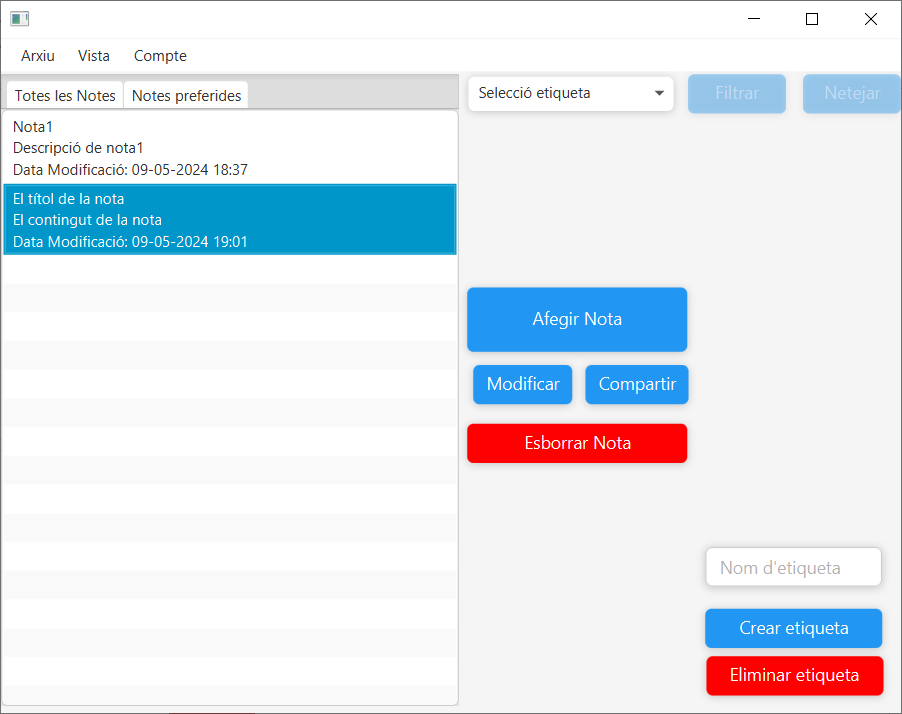 Arxiu Vista Compte
Totes les Notes Notes preferides
Selecció etiqueta Filtrar Netejar
Nota1
Descripció de nota1
Data Modificació: 09-05-2024 18:37
El títol de la nota
El contingut de la nota
Data Modificació: 09-05-2024 19:01
Afegir Nota
Modificar Compartir
Esborrar Nota
Nom d'etiqueta
Crear etiqueta
Eliminar etiqueta